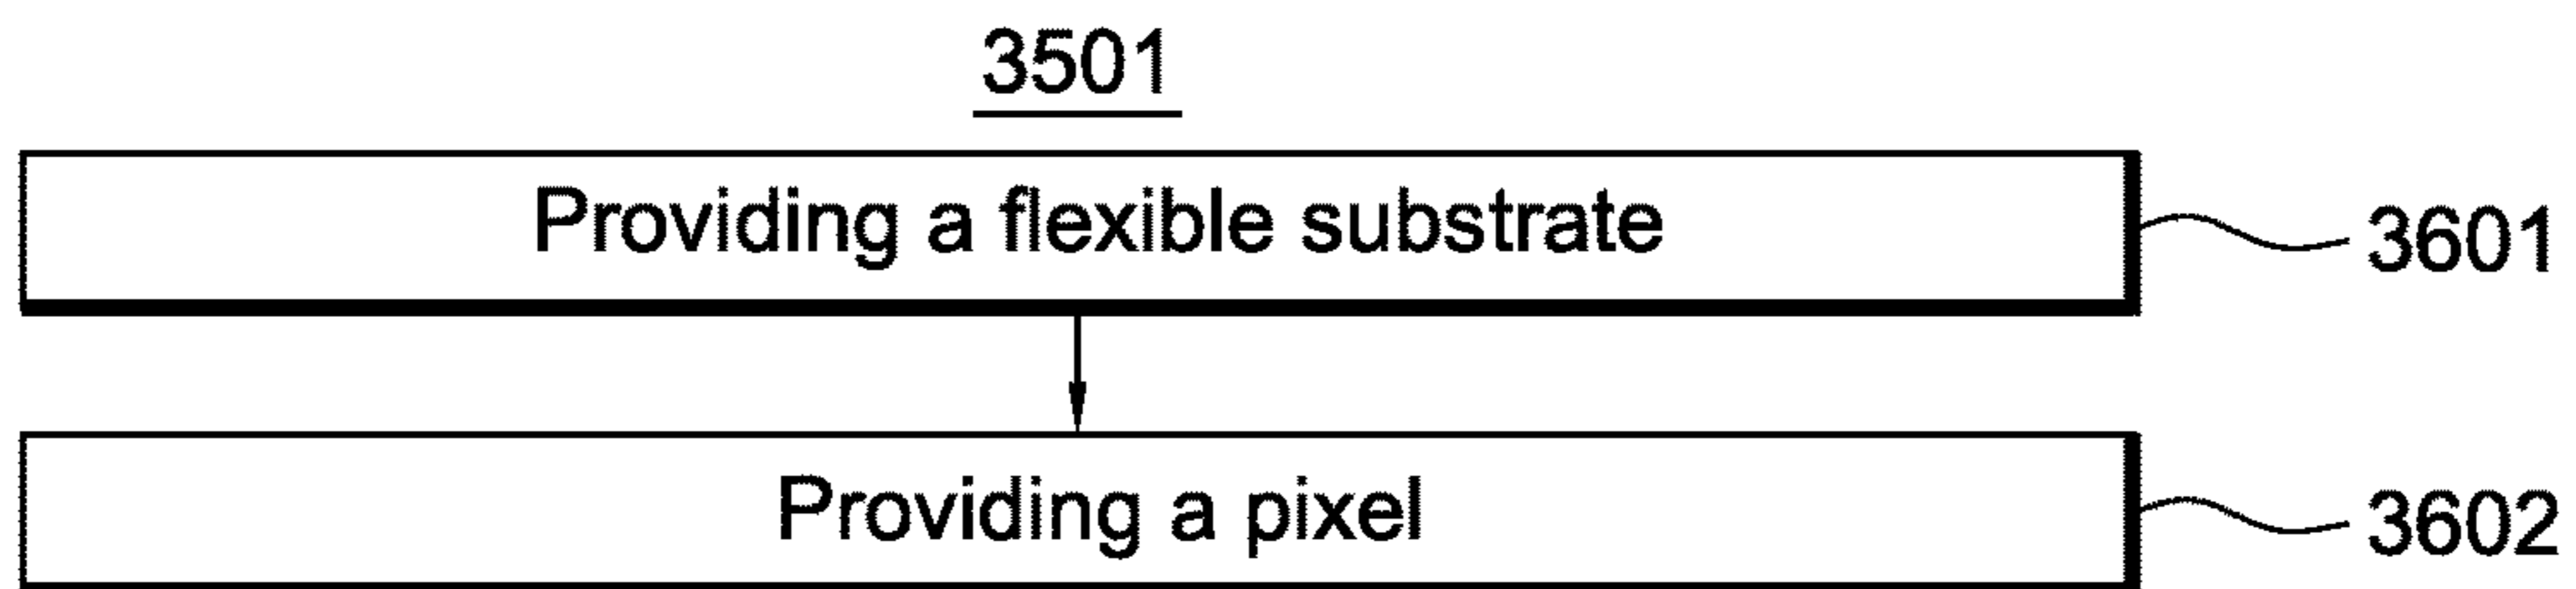 3501
Providing a flexible substrate
3601
Providing a pixel
3602